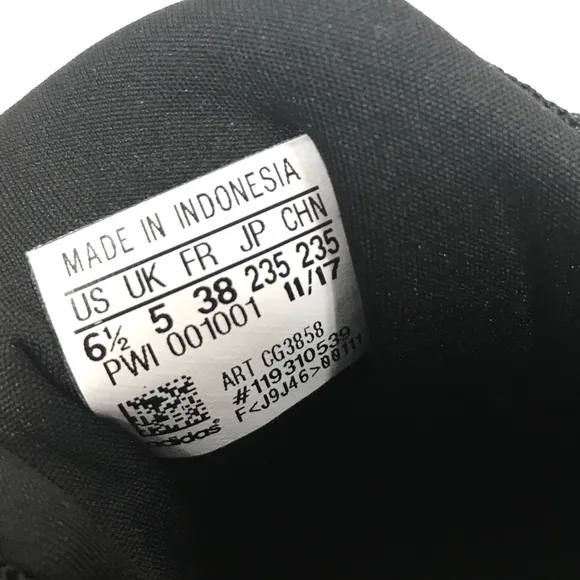 MADE IN INDONESIA
US UK FR JP CHN
6½ 5 38 235 235
PWI 001001 11/17
ART CG3858
#119310539
F<J9J46>00111
adidas